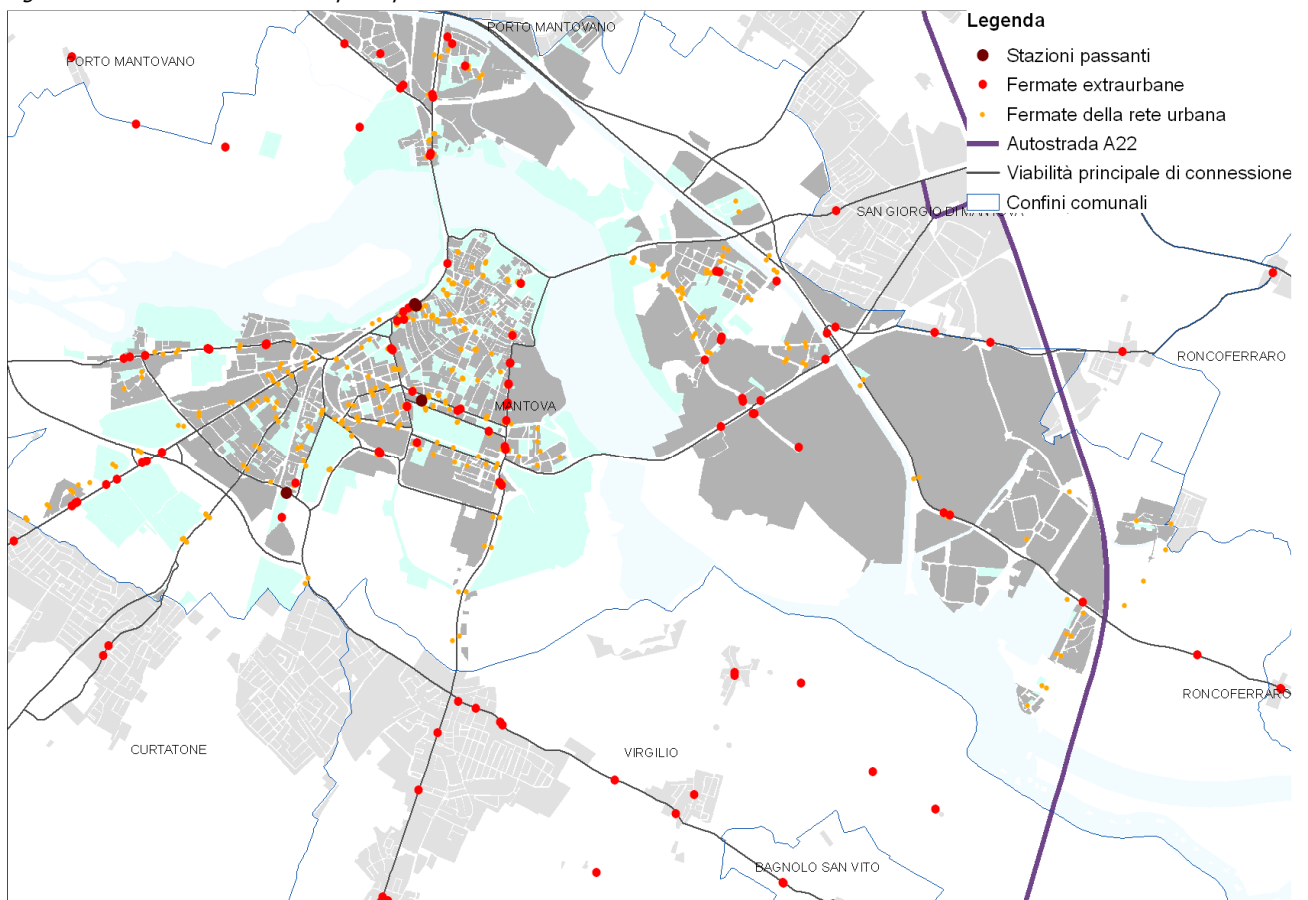 PORTO MANTOVANO
Legenda
PORTO MANTOVANO
Stazioni passanti
Fermate extraurbane
Fermate della rete urbana
Autostrada A22
Viabilità principale di connessione
Confini comunali
SAN GIORGIO DI MANTOVA
RONCOFERRARO
MANTOVA
RONCOFERRARO
CURTATONE
VIRGILIO
BAGNOLO SAN VITO